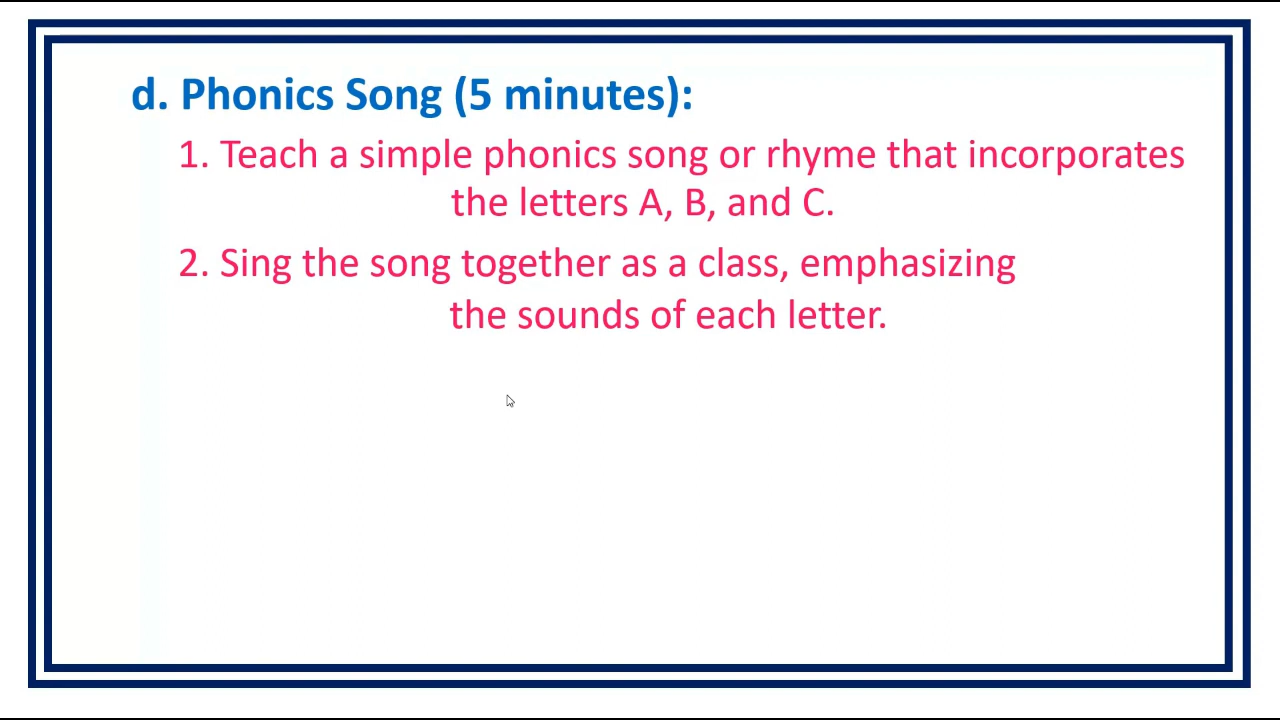 d. Phonics Song (5 minutes):
1. Teach a simple phonics song or rhyme that incorporates
the letters A, B, and C.
2. Sing the song together as a class, emphasizing
the sounds of each letter.